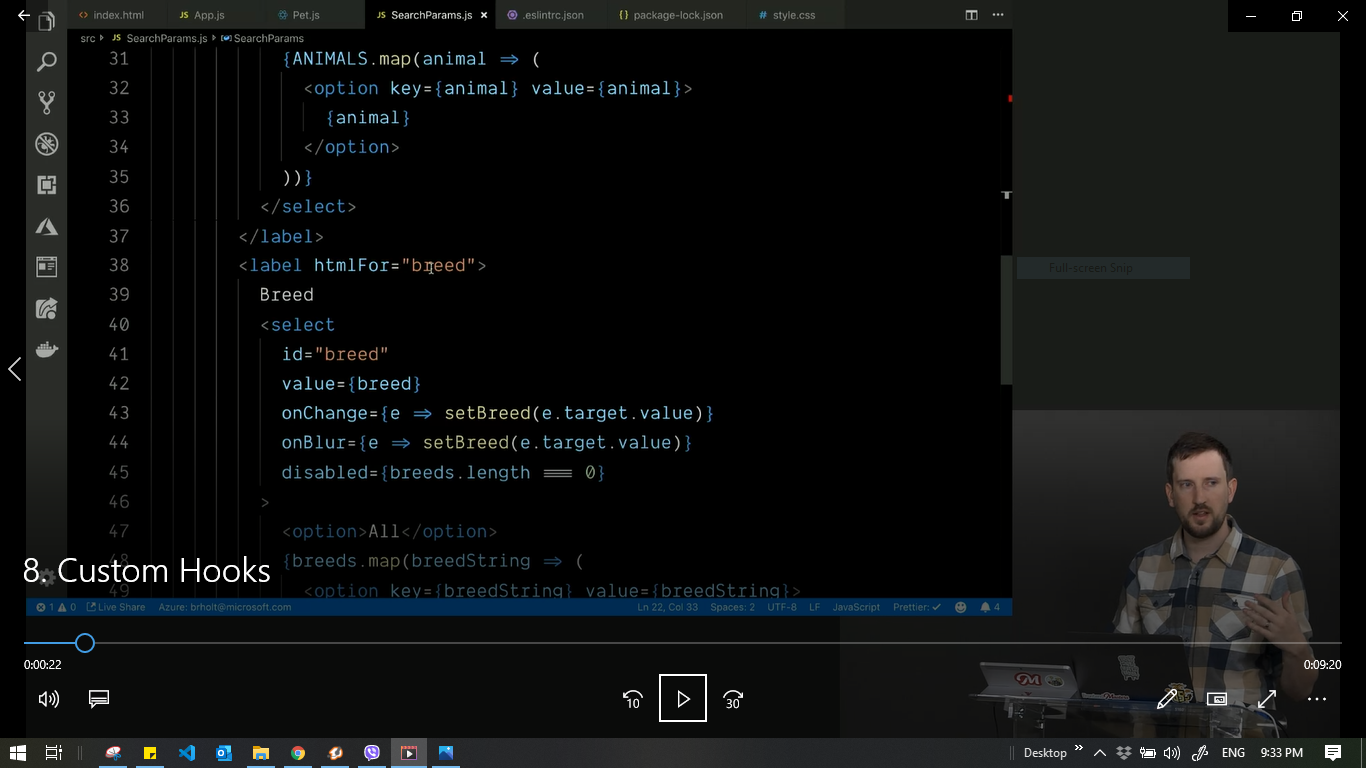 index.html
App.js
Pet.js
SearchParams.js
.eslintrc.json
package-lock.json
style.css
src SearchParams.js SearchParams
31 {ANIMALS.map(animal ⇒ (
32 <option key={animal} value={animal}>
33 {animal}
34 </option>
35 ))}
36 </select>
37 </label>
38 <label htmlFor="breed">
Full-screen Snip
39 Breed
40 <select
41 id="breed"
42 value={breed}
43 onChange={e ⇒ setBreed(e.target.value)}
44 onBlur={e ⇒ setBreed(e.target.value)}
45 disabled={breeds.length === 0}
46 >
47 <option>All</option>
48 {breeds.map(breedString ⇒ (
8. Custom Hooks
49 <option key={breedString} value={breedString}>
1 0 Live Share Azure: brholt@microsoft.com Ln 22, Col 33 Spaces: 2 UTF-8 LF JavaScript Prettier: ✓ 4
0:00:22 0:09:20
10 30
Desktop ENG 9:33 PM